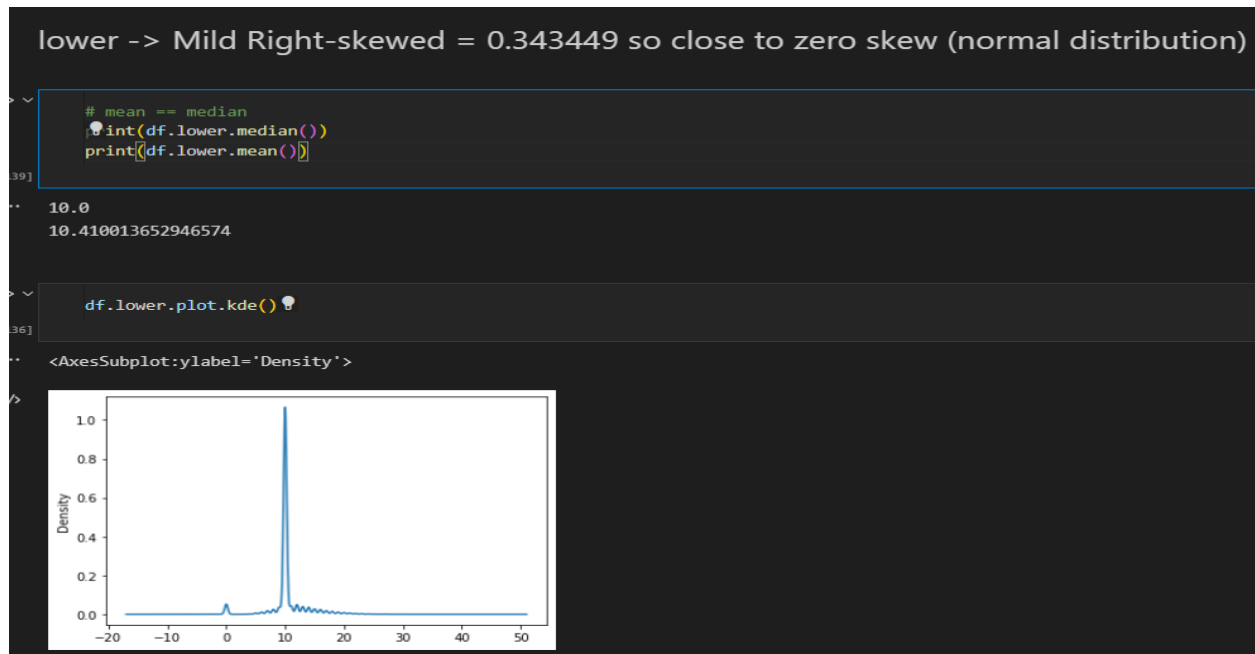 lower -> Mild Right-skewed = 0.343449 so close to zero skew (normal distribution)
# mean == median
print(df.lower.median())
print(df.lower.mean())
39]
10.0
10.410013652946574
df.lower.plot.kde()
36]
<AxesSubplot:ylabel='Density'>
/>
1.0
0.8
0.6
0.4
0.2
0.0
Density
−20 −10 0 10 20 30 40 50